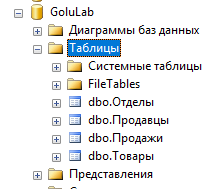 GoluLab
Диаграммы баз данных
Таблицы
Системные таблицы
FileTables
dbo.Отделы
dbo.Продавцы
dbo.Продажи
dbo.Товары
Представления